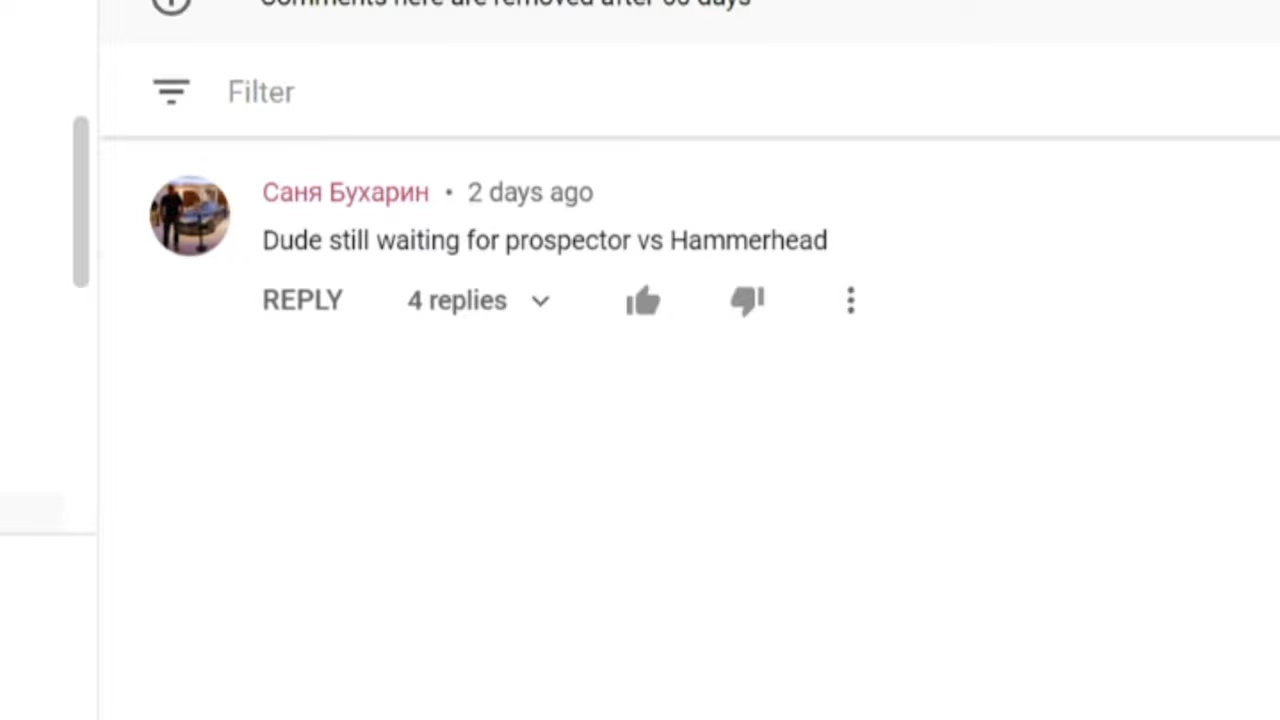 Comments here are removed after 60 days
Filter
Саня Бухарин • 2 days ago
Dude still waiting for prospector vs Hammerhead
REPLY 4 replies